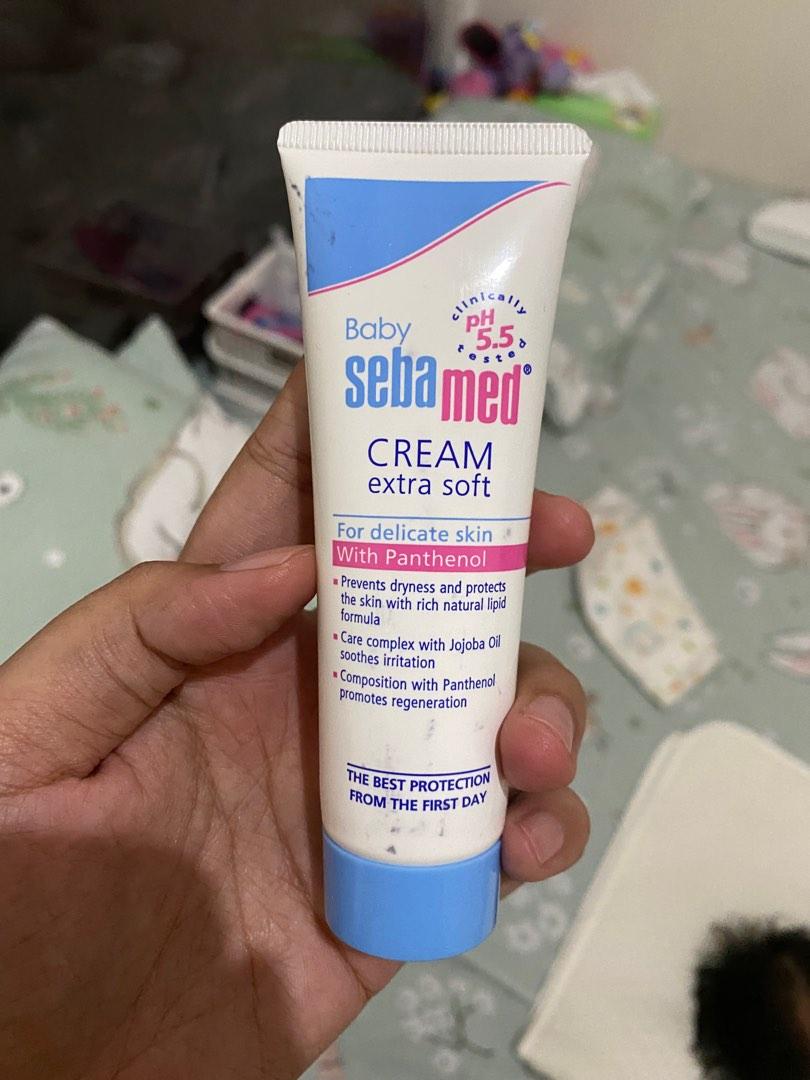 clinically
pH
5.5
tested
Baby
sebamed®
CREAM
extra soft
For delicate skin
With Panthenol
▪ Prevents dryness and protects
the skin with rich natural lipid
formula
▪ Care complex with Jojoba Oil
soothes irritation
▪ Composition with Panthenol
promotes regeneration
THE BEST PROTECTION
FROM THE FIRST DAY